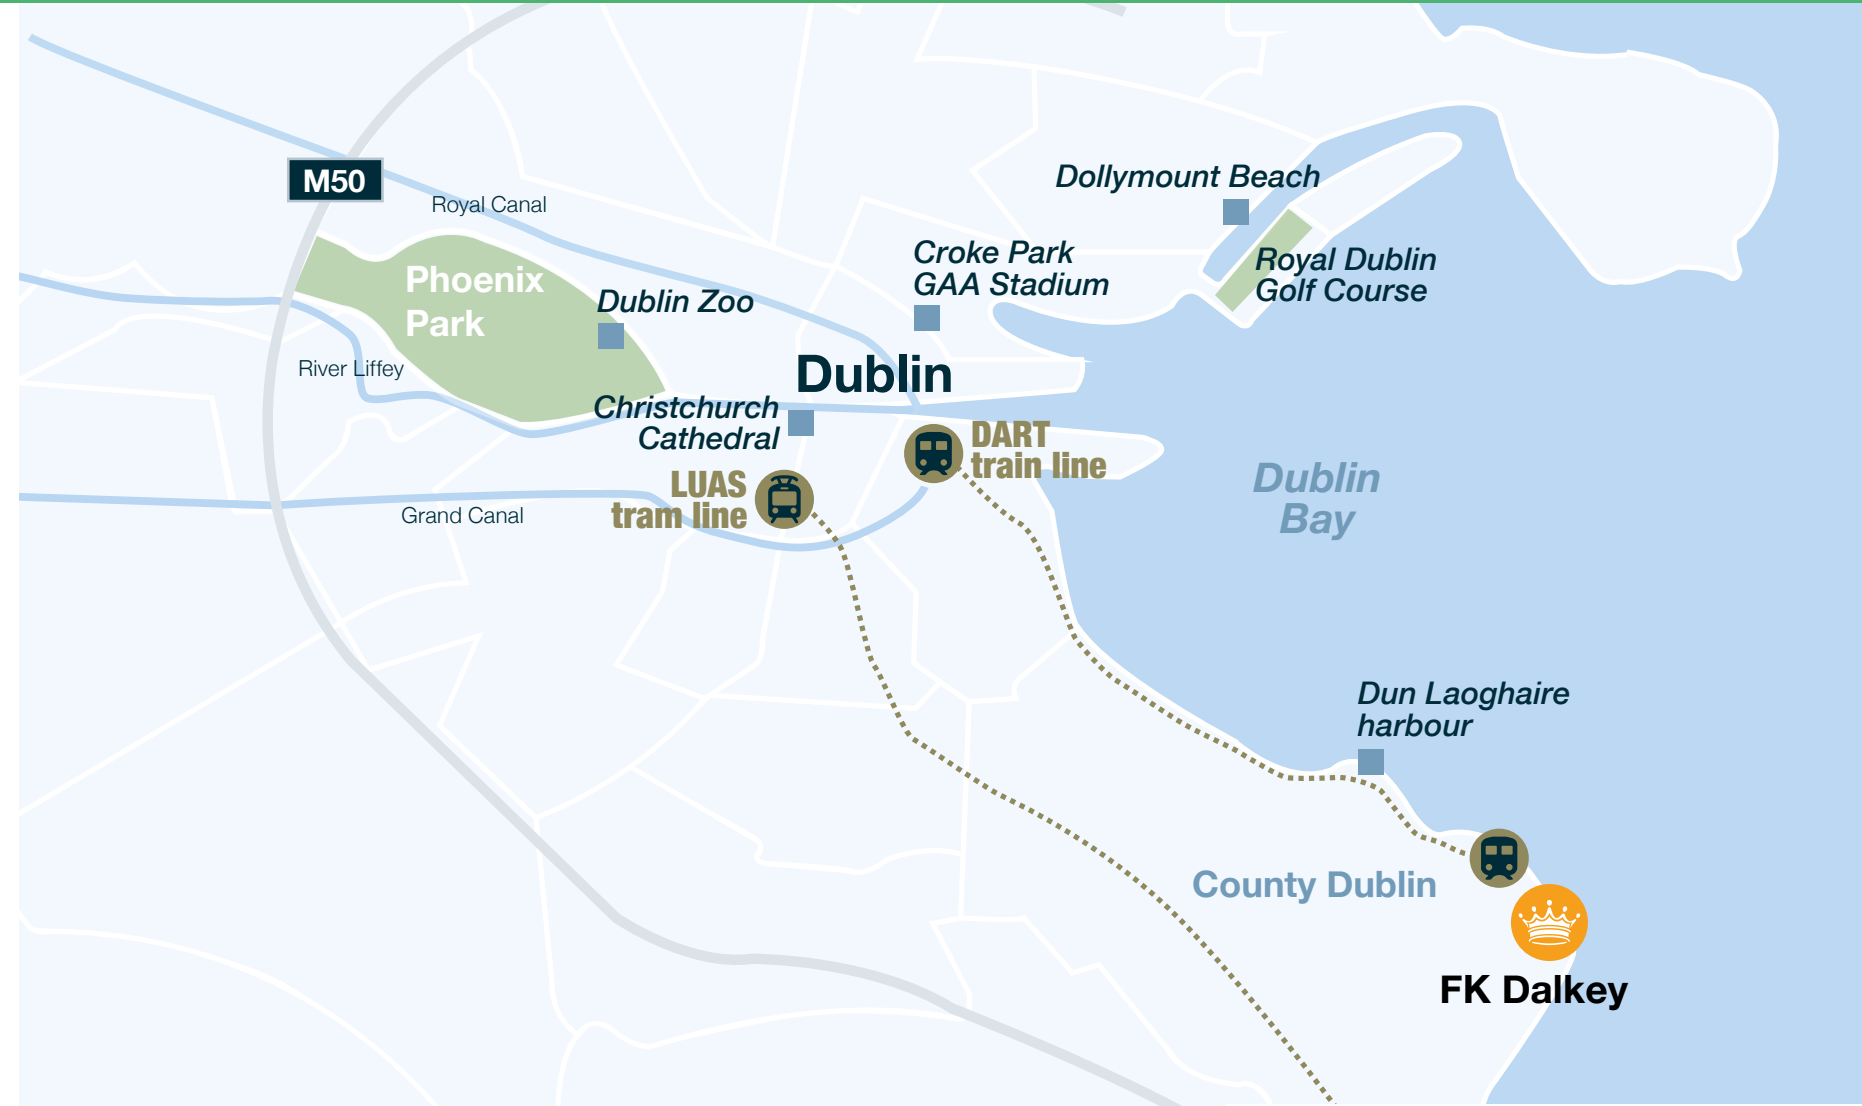 M50
Royal Canal
Dollymount Beach
Croke Park
GAA Stadium
Royal Dublin
Golf Course
Phoenix
Park
Dublin Zoo
River Liffey
Dublin
Christchurch
Cathedral
DART
train line
LUAS
tram line
Grand Canal
Dublin
Bay
Dun Laoghaire
harbour
County Dublin
FK Dalkey